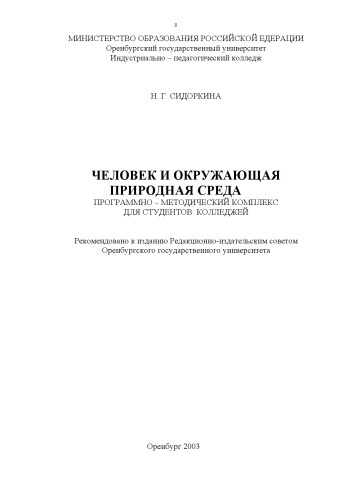 3
МИНИСТЕРСТВО ОБРАЗОВАНИЯ РОССИЙСКОЙ ЕДЕРАЦИИ
Оренбургский государственный университет
Индустриально – педагогический колледж
Н. Г. СИДОРКИНА
ЧЕЛОВЕК И ОКРУЖАЮЩАЯ
ПРИРОДНАЯ СРЕДА
ПРОГРАММНО – МЕТОДИЧЕСКИЙ КОМПЛЕКС
ДЛЯ СТУДЕНТОВ КОЛЛЕДЖЕЙ
Рекомендовано к изданию Редакционно-издательским советом
Оренбургского государственного университета
Оренбург 2003